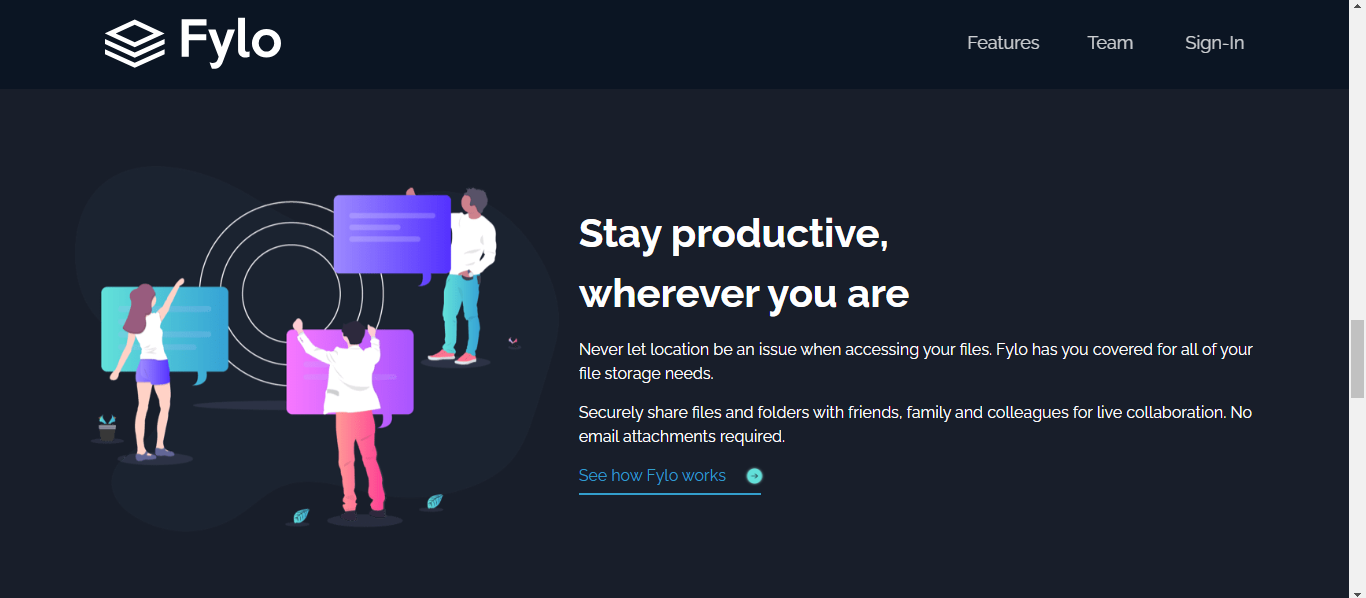 Fylo
Features Team Sign-In
Stay productive,
wherever you are
Never let location be an issue when accessing your files. Fylo has you covered for all of your
file storage needs.
Securely share files and folders with friends, family and colleagues for live collaboration. No
email attachments required.
See how Fylo works